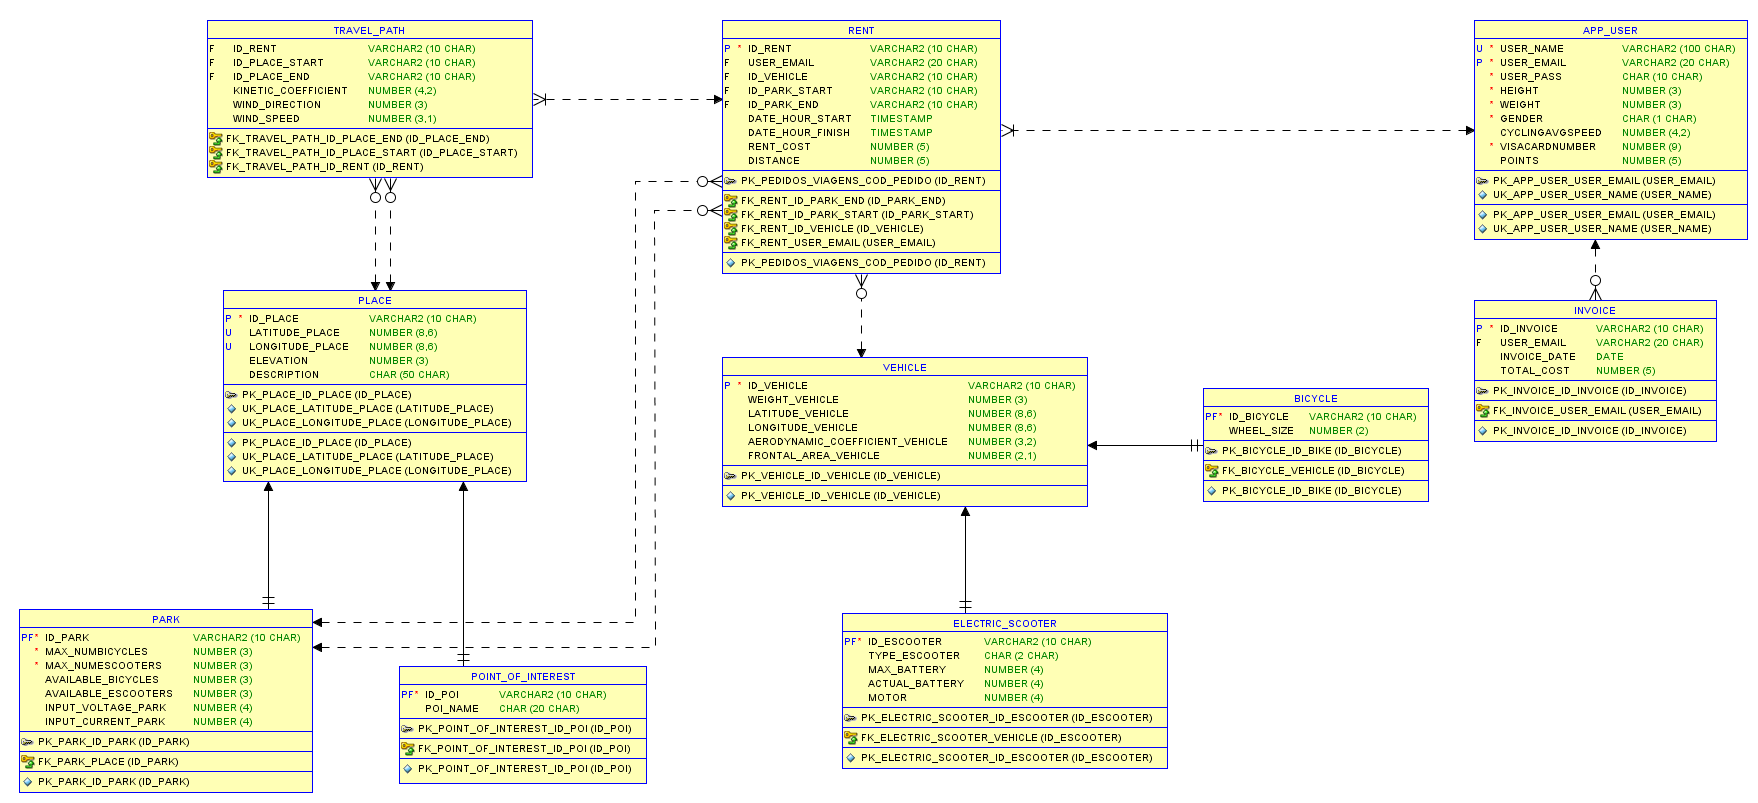 TRAVEL_PATH
F ID_RENT VARCHAR2 (10 CHAR)
F ID_PLACE_START VARCHAR2 (10 CHAR)
F ID_PLACE_END VARCHAR2 (10 CHAR)
KINETIC_COEFFICIENT NUMBER (4,2)
WIND_DIRECTION NUMBER (3)
WIND_SPEED NUMBER (3,1)
FK_TRAVEL_PATH_ID_PLACE_END (ID_PLACE_END)
FK_TRAVEL_PATH_ID_PLACE_START (ID_PLACE_START)
FK_TRAVEL_PATH_ID_RENT (ID_RENT)
RENT
P * ID_RENT VARCHAR2 (10 CHAR)
F USER_EMAIL VARCHAR2 (20 CHAR)
F ID_VEHICLE VARCHAR2 (10 CHAR)
F ID_PARK_START VARCHAR2 (10 CHAR)
F ID_PARK_END VARCHAR2 (10 CHAR)
DATE_HOUR_START TIMESTAMP
DATE_HOUR_FINISH TIMESTAMP
RENT_COST NUMBER (5)
DISTANCE NUMBER (5)
PK_PEDIDOS_VIAGENS_COD_PEDIDO (ID_RENT)
FK_RENT_ID_PARK_END (ID_PARK_END)
FK_RENT_ID_PARK_START (ID_PARK_START)
FK_RENT_ID_VEHICLE (ID_VEHICLE)
FK_RENT_USER_EMAIL (USER_EMAIL)
PK_PEDIDOS_VIAGENS_COD_PEDIDO (ID_RENT)
APP_USER
U * USER_NAME VARCHAR2 (100 CHAR)
P * USER_EMAIL VARCHAR2 (20 CHAR)
* USER_PASS CHAR (10 CHAR)
* HEIGHT NUMBER (3)
* WEIGHT NUMBER (3)
* GENDER CHAR (1 CHAR)
CYCLINGAVGSPEED NUMBER (4,2)
* VISACARDNUMBER NUMBER (9)
POINTS NUMBER (5)
PK_APP_USER_USER_EMAIL (USER_EMAIL)
UK_APP_USER_USER_NAME (USER_NAME)
PK_APP_USER_USER_EMAIL (USER_EMAIL)
UK_APP_USER_USER_NAME (USER_NAME)
PLACE
P * ID_PLACE VARCHAR2 (10 CHAR)
U LATITUDE_PLACE NUMBER (8,6)
U LONGITUDE_PLACE NUMBER (8,6)
ELEVATION NUMBER (3)
DESCRIPTION CHAR (50 CHAR)
PK_PLACE_ID_PLACE (ID_PLACE)
UK_PLACE_LATITUDE_PLACE (LATITUDE_PLACE)
UK_PLACE_LONGITUDE_PLACE (LONGITUDE_PLACE)
PK_PLACE_ID_PLACE (ID_PLACE)
UK_PLACE_LATITUDE_PLACE (LATITUDE_PLACE)
UK_PLACE_LONGITUDE_PLACE (LONGITUDE_PLACE)
VEHICLE
P * ID_VEHICLE VARCHAR2 (10 CHAR)
WEIGHT_VEHICLE NUMBER (3)
LATITUDE_VEHICLE NUMBER (8,6)
LONGITUDE_VEHICLE NUMBER (8,6)
AERODYNAMIC_COEFFICIENT_VEHICLE NUMBER (3,2)
FRONTAL_AREA_VEHICLE NUMBER (2,1)
PK_VEHICLE_ID_VEHICLE (ID_VEHICLE)
PK_VEHICLE_ID_VEHICLE (ID_VEHICLE)
BICYCLE
PF* ID_BICYCLE VARCHAR2 (10 CHAR)
WHEEL_SIZE NUMBER (2)
PK_BICYCLE_ID_BIKE (ID_BICYCLE)
FK_BICYCLE_VEHICLE (ID_BICYCLE)
PK_BICYCLE_ID_BIKE (ID_BICYCLE)
INVOICE
P * ID_INVOICE VARCHAR2 (10 CHAR)
F USER_EMAIL VARCHAR2 (20 CHAR)
INVOICE_DATE DATE
TOTAL_COST NUMBER (5)
PK_INVOICE_ID_INVOICE (ID_INVOICE)
FK_INVOICE_USER_EMAIL (USER_EMAIL)
PK_INVOICE_ID_INVOICE (ID_INVOICE)
PARK
PF* ID_PARK VARCHAR2 (10 CHAR)
* MAX_NUMBICYCLES NUMBER (3)
* MAX_NUMESCOOTERS NUMBER (3)
AVAILABLE_BICYCLES NUMBER (3)
AVAILABLE_ESCOOTERS NUMBER (3)
INPUT_VOLTAGE_PARK NUMBER (4)
INPUT_CURRENT_PARK NUMBER (4)
PK_PARK_ID_PARK (ID_PARK)
FK_PARK_PLACE (ID_PARK)
PK_PARK_ID_PARK (ID_PARK)
POINT_OF_INTEREST
PF* ID_POI VARCHAR2 (10 CHAR)
POI_NAME CHAR (20 CHAR)
PK_POINT_OF_INTEREST_ID_POI (ID_POI)
FK_POINT_OF_INTEREST_ID_POI (ID_POI)
PK_POINT_OF_INTEREST_ID_POI (ID_POI)
ELECTRIC_SCOOTER
PF* ID_ESCOOTER VARCHAR2 (10 CHAR)
TYPE_ESCOOTER CHAR (2 CHAR)
MAX_BATTERY NUMBER (4)
ACTUAL_BATTERY NUMBER (4)
MOTOR NUMBER (4)
PK_ELECTRIC_SCOOTER_ID_ESCOOTER (ID_ESCOOTER)
FK_ELECTRIC_SCOOTER_VEHICLE (ID_ESCOOTER)
PK_ELECTRIC_SCOOTER_ID_ESCOOTER (ID_ESCOOTER)